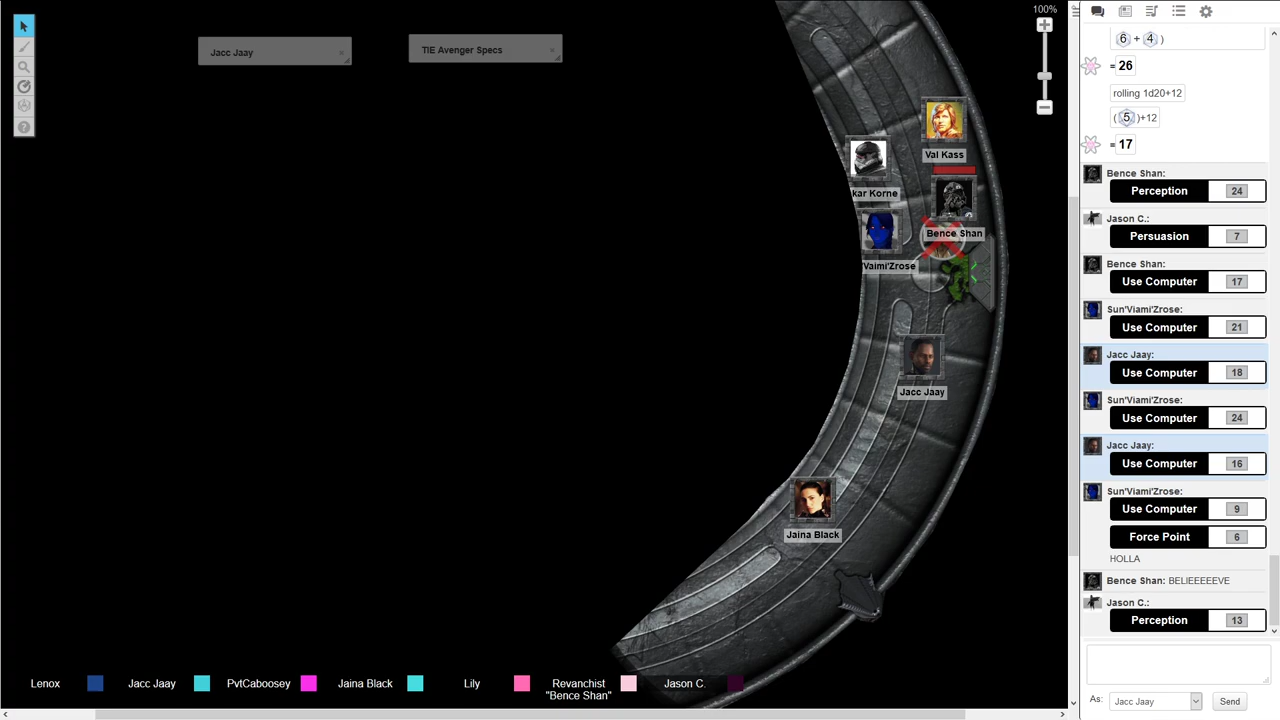 100%
Jacc Jaay
TIE Avenger Specs
Val Kass
kar Korne
Bence Shan
'Vaimi'Zrose
Jacc Jaay
Jaina Black
Lenox
Jacc Jaay
PvtCaboosey
Jaina Black
Lily
Revanchist
"Bence Shan"
Jason C.
6 + 4 )
= 26
rolling 1d20+12
( 5 )+12
= 17
Bence Shan:
Perception 24
Jason C.:
Persuasion 7
Bence Shan:
Use Computer 17
Sun'Viami'Zrose:
Use Computer 21
Jacc Jaay:
Use Computer 18
Sun'Viami'Zrose:
Use Computer 24
Jacc Jaay:
Use Computer 16
Sun'Viami'Zrose:
Use Computer 9
Force Point 6
HOLLA
Bence Shan: BELIEEEEEVE
Jason C.:
Perception 13
As: Jacc Jaay Send